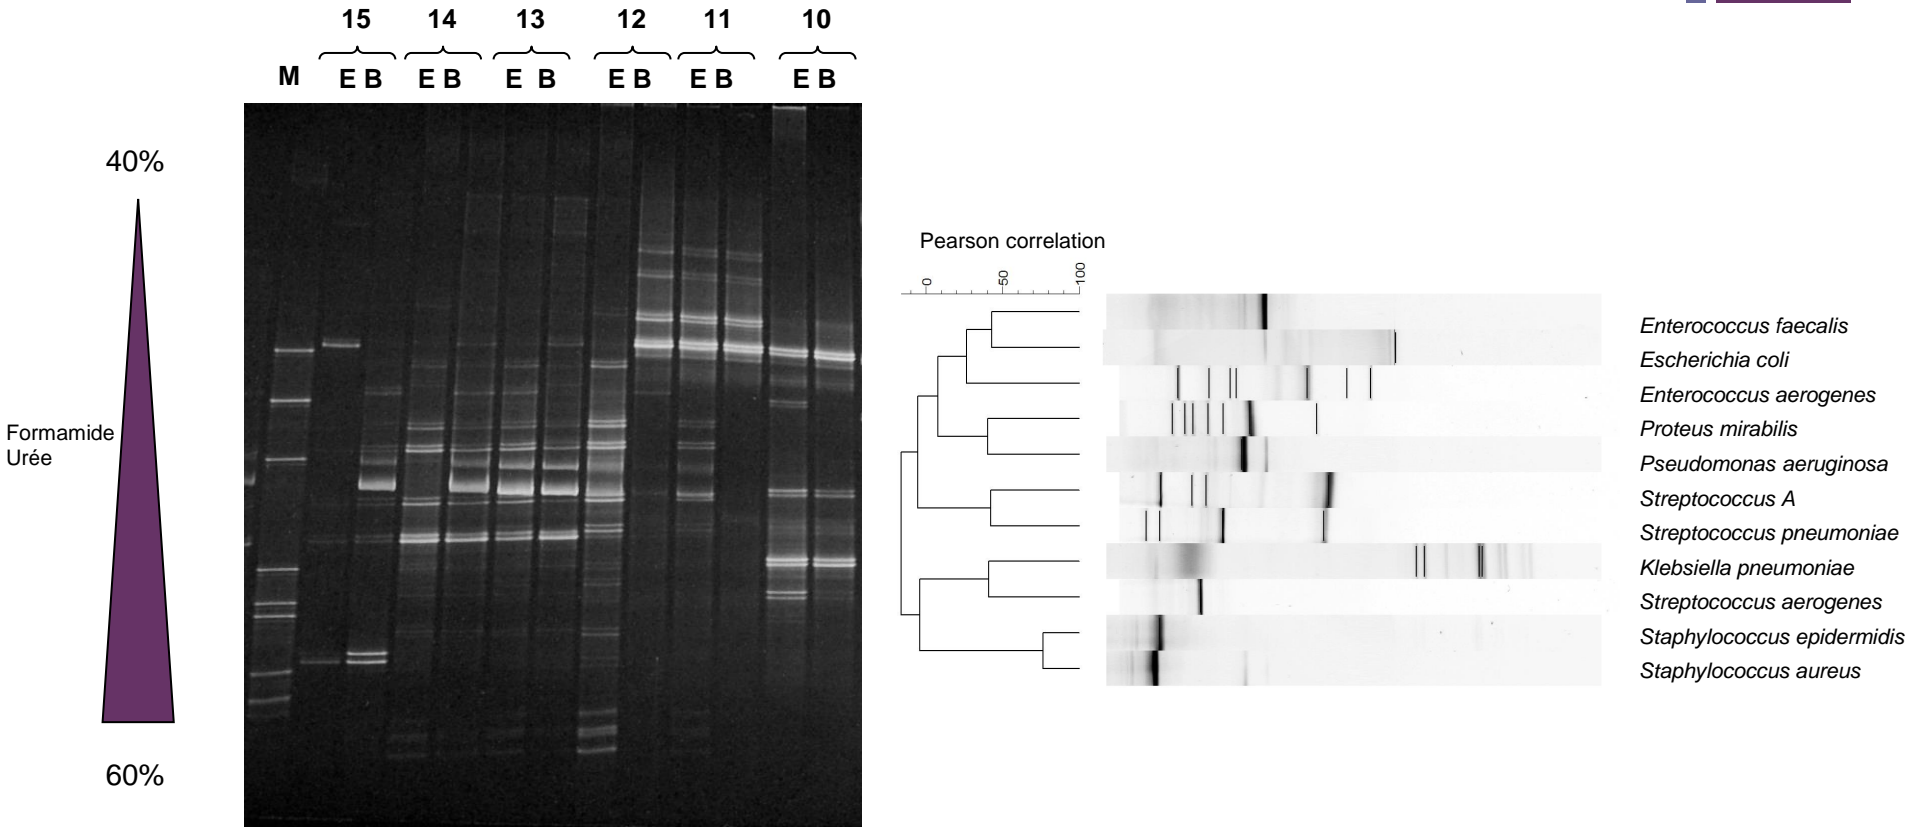 15 14 13 12 11 10
M E B E B E B E B E B E B
40%
Formamide
Urée
60%
Pearson correlation
0 50 100
Enterococcus faecalis
Escherichia coli
Enterococcus aerogenes
Proteus mirabilis
Pseudomonas aeruginosa
Streptococcus A
Streptococcus pneumoniae
Klebsiella pneumoniae
Streptococcus aerogenes
Staphylococcus epidermidis
Staphylococcus aureus